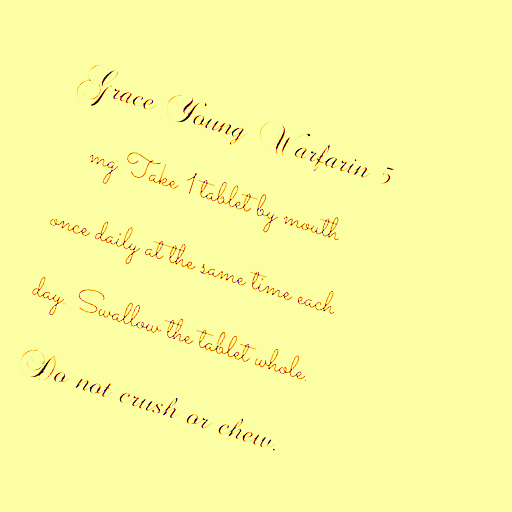 Grace Young Warfarin 5
mg Take 1 tablet by mouth
once daily at the same time each
day Swallow the tablet whole.
Do not crush or chew.